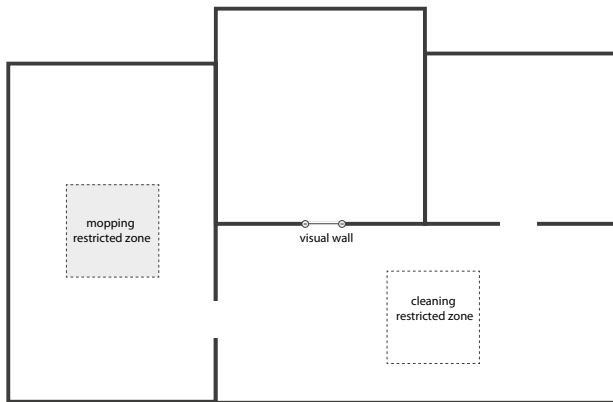 mopping
restricted zone
visual wall
cleaning
restricted zone